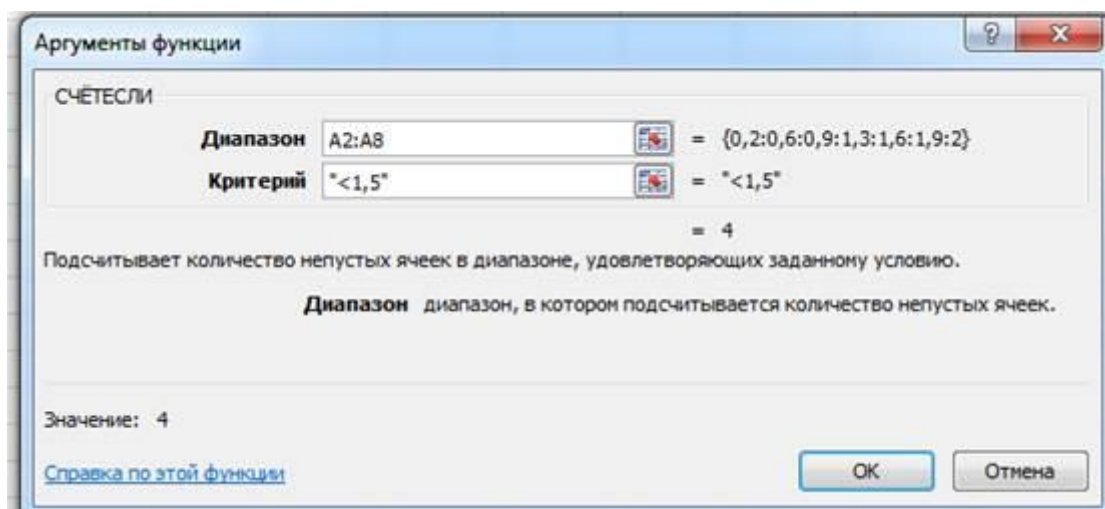 Аргументы функции
СЧЁТЕСЛИ
Диапазон A2:A8 = {0,2:0,6:0,9:1,3:1,6:1,9:2}
Критерий "<1,5" = "<1,5"
= 4
Подсчитывает количество непустых ячеек в диапазоне, удовлетворяющих заданному условию.
Диапазон диапазон, в котором подсчитывается количество непустых ячеек.
Значение: 4
Справка по этой функции
ОК Отмена